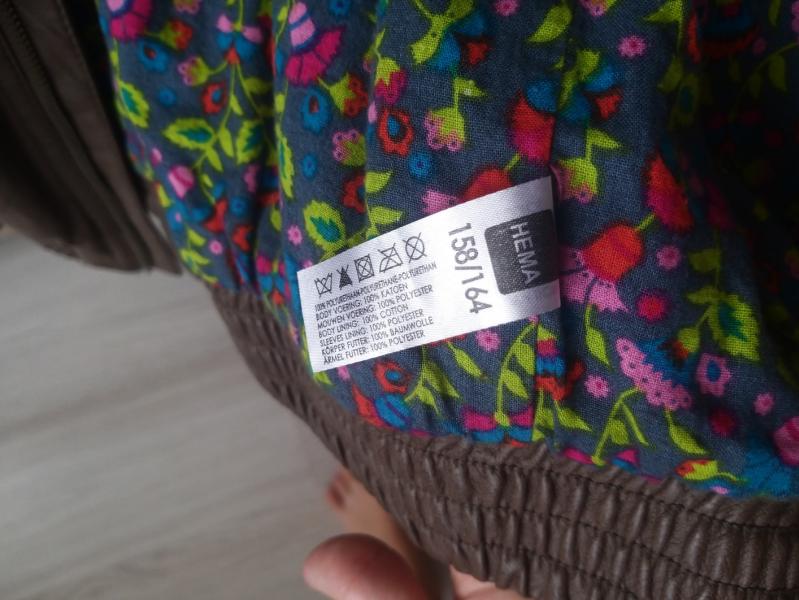 HEMA
158/164
100% POLYURETHAAN-POLYURETHANE-POLYURETHAN
BODY VOERING: 100% KATOEN
MOUWEN VOERING: 100% POLYESTER
BODY LINING: 100% COTTON
SLEEVES LINING: 100% POLYESTER
KÖRPER FUTTER: 100% BAUMWOLLE
ÄRMEL FUTTER: 100% POLYESTER